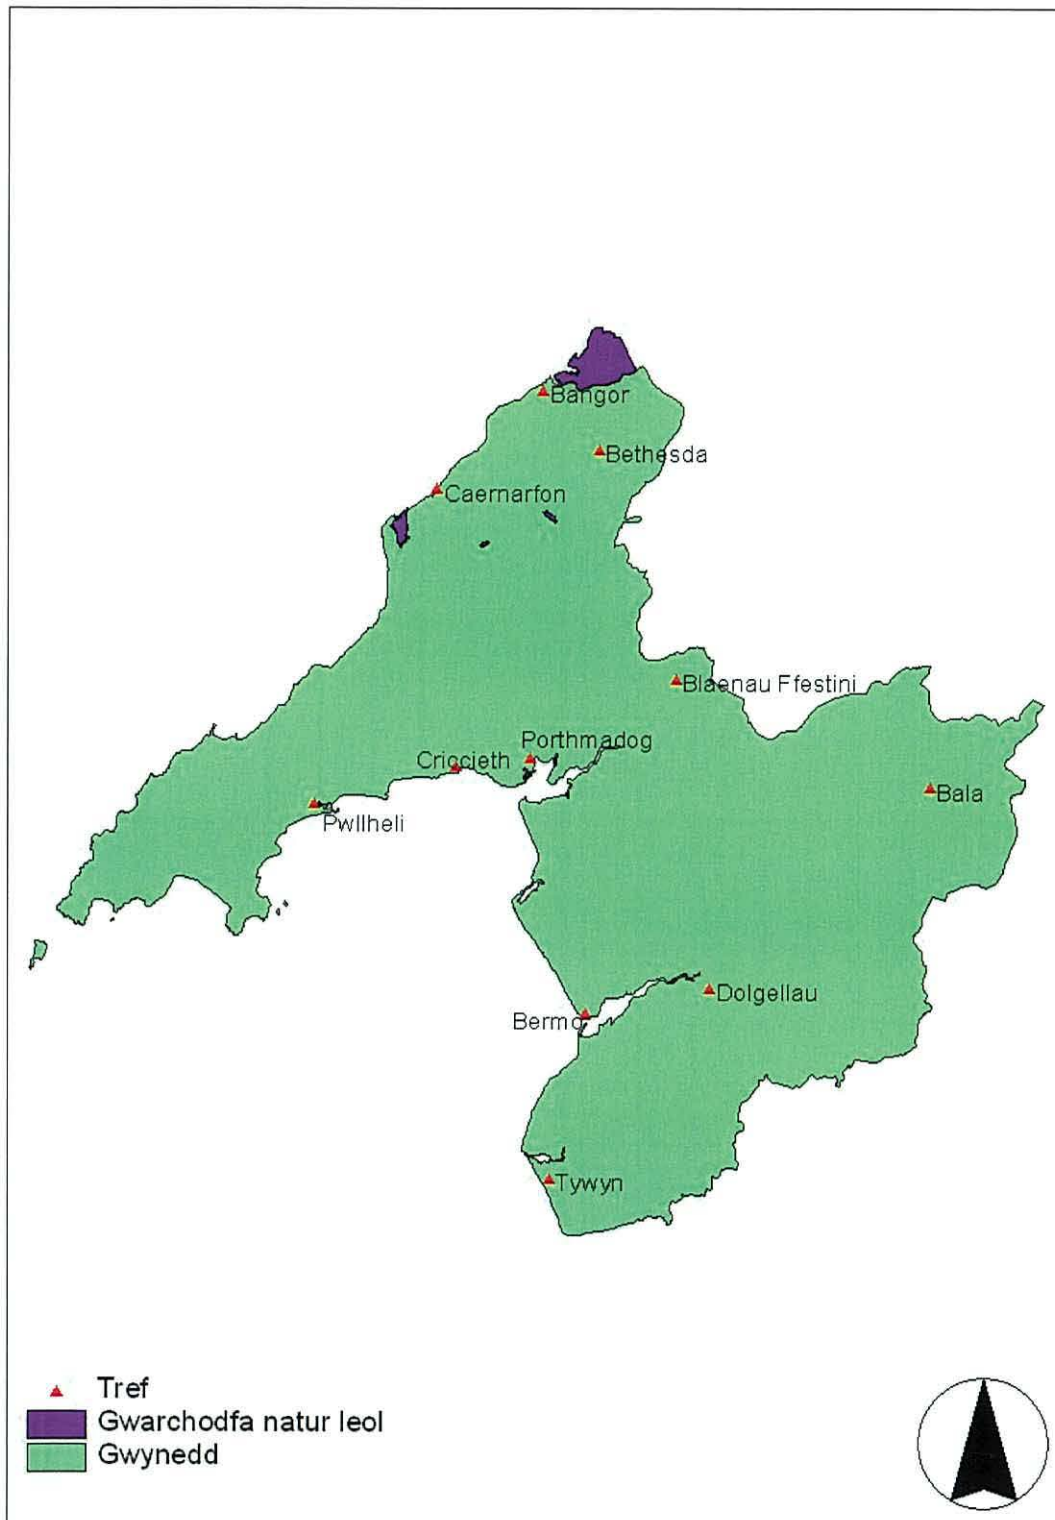 Bangor
Bethesda
Caernarfon
Blaenau Ffestini
Porthmadog
Criccieth
Bala
Pwllheli
Dolgellau
Bermo
Tywyn
Tref
Gwarchodfa natur leol
Gwynedd